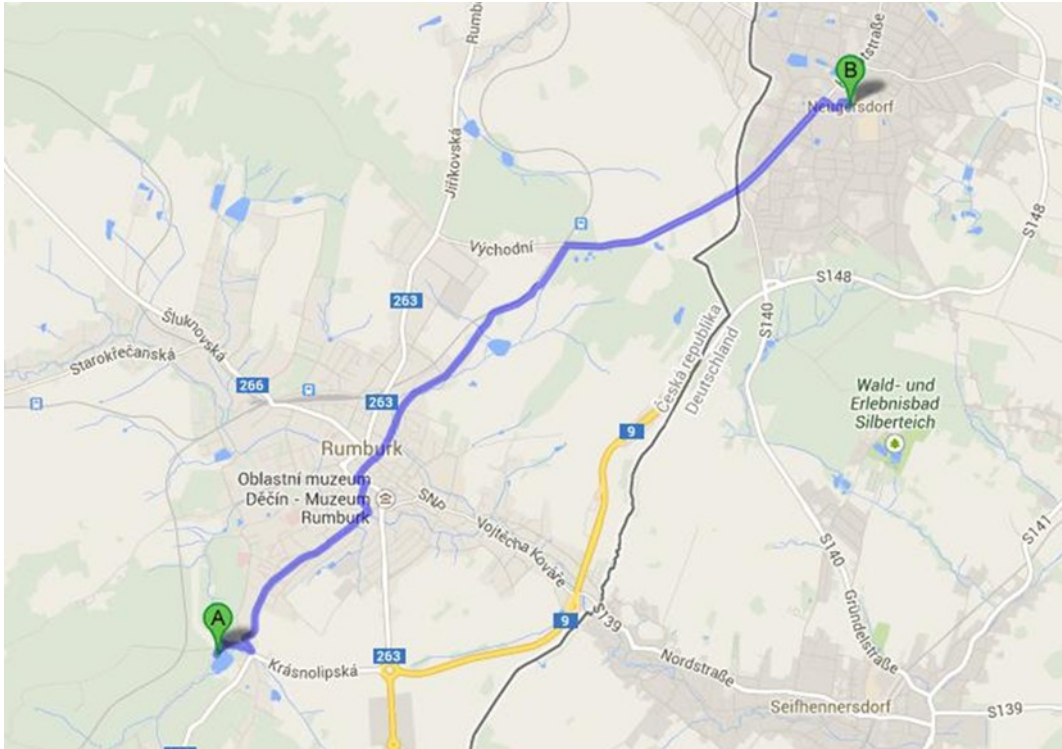 Rumb
B
Neugersdorf
Jiříkovská
Východní
S148
263
S148
Šluknovská
S140
Česká republika
Deutschland
Starokřečanská
266
263
Wald- und
Erlebnisbad
Silberteich
9
Rumburk
Oblastní muzeum
Děčín - Muzeum
Rumburk
SNP
Vojtěcha Kováře
S141
S140
A
9
S139
Gründelstraße
Krásnolipská
263
Nordstraße
Seifhennersdorf
S139
263